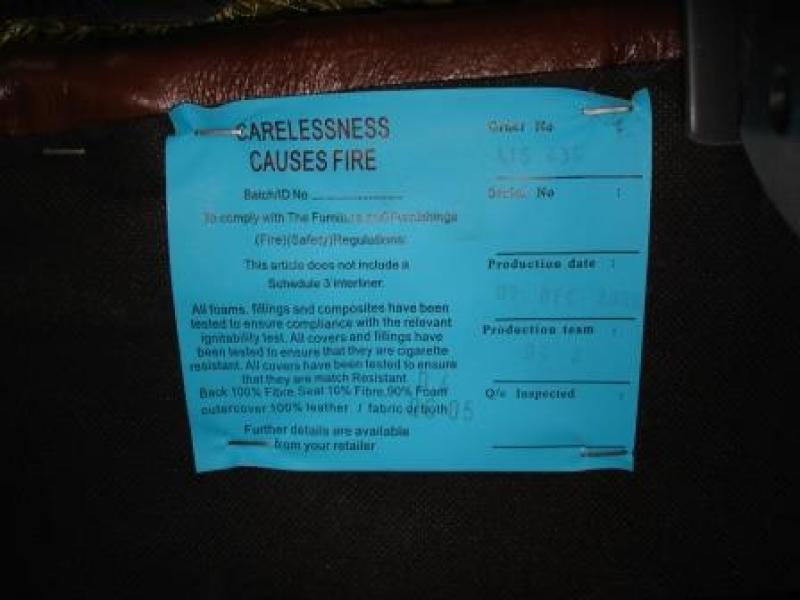 CARELESSNESS
CAUSES FIRE
Batch/ID No
To comply with The Furniture and Furnishings
(Fire)(Safety)Regulations:
This article does not include a
Schedule 3 interliner.
All foams, fillings and composites have been
tested to ensure compliance with the relevant
ignitability test. All covers and fillings have
been tested to ensure that they are cigarette
resistant. All covers have been tested to ensure
that they are match Resistant
Back 100% Fibre, Seat 10% Fibre, 90% Foam
outercover 100% leather / fabric or both
Further details are available
from your retailer
Order No :
Serial No :
Production date :
Production team :
Q/c Inspected :